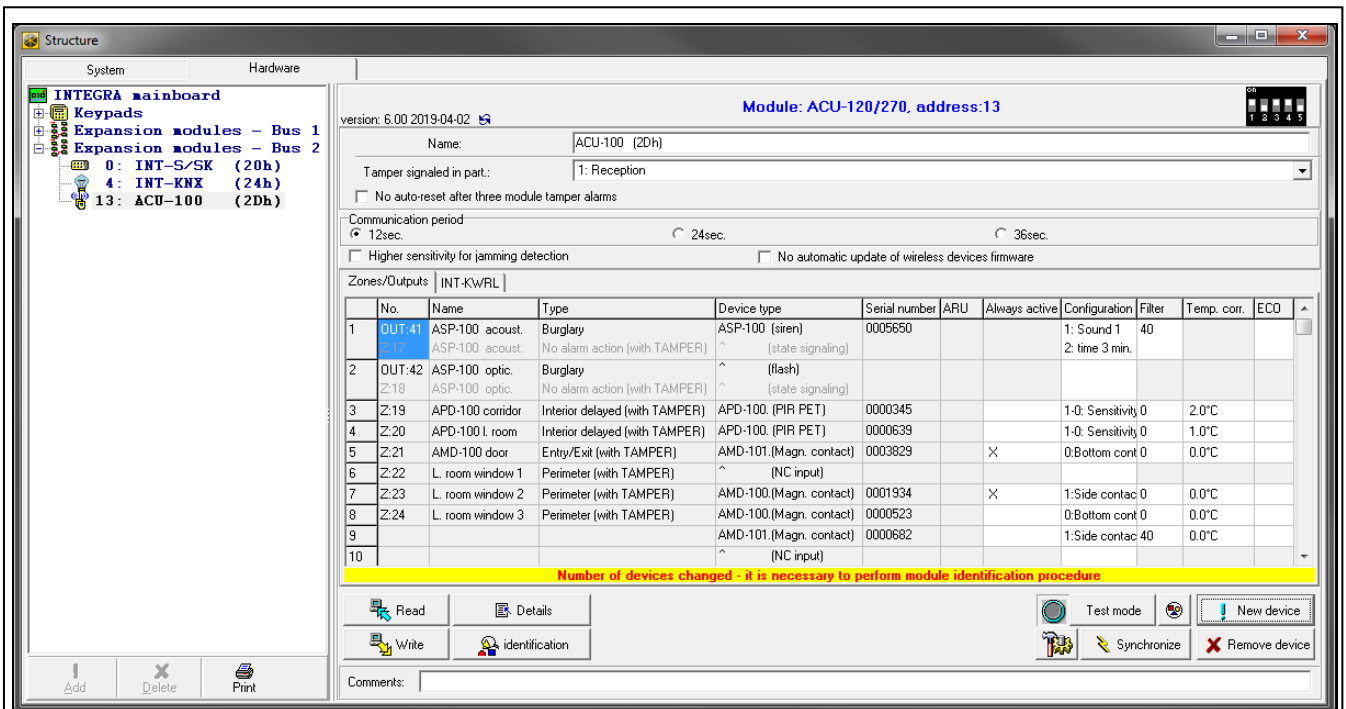 Structure
System Hardware
INTEGRA mainboard
Keypads
Expansion modules - Bus 1
Expansion modules - Bus 2
0: INT-S/SK (20h)
4: INT-KNX (24h)
13: ACU-100 (2Dh)
Add Delete Print
version: 6.00 2019-04-02
Module: ACU-120/270, address:13
on
1 2 3 4 5
Name: ACU-100 (2Dh)
Tamper signaled in part.: 1: Reception
No auto-reset after three module tamper alarms
Communication period
12sec. 24sec. 36sec.
Higher sensitivity for jamming detection No automatic update of wireless devices firmware
Zones/Outputs INT-KWRL
No. Name Type Device type Serial number ARU Always active Configuration Filter Temp. corr. ECO
1 OUT:41 ASP-100 acoust. Burglary ASP-100 (siren) 0005650 1: Sound 1 40
Z:17 ASP-100 acoust. No alarm action (with TAMPER) ^ (state signaling) 2: time 3 min.
2 OUT:42 ASP-100 optic. Burglary ^ (flash)
Z:18 ASP-100 optic. No alarm action (with TAMPER) ^ (state signaling)
3 Z:19 APD-100 corridor Interior delayed (with TAMPER) APD-100. (PIR PET) 0000345 1-0: Sensitivity 0 2.0°C
4 Z:20 APD-100 l. room Interior delayed (with TAMPER) APD-100. (PIR PET) 0000639 1-0: Sensitivity 0 1.0°C
5 Z:21 AMD-100 door Entry/Exit (with TAMPER) AMD-101.(Magn. contact) 0003829 X 0:Bottom cont 0 0.0°C
6 Z:22 L. room window 1 Perimeter (with TAMPER) ^ (NC input)
7 Z:23 L. room window 2 Perimeter (with TAMPER) AMD-100.(Magn. contact) 0001934 X 1:Side contac 0 0.0°C
8 Z:24 L. room window 3 Perimeter (with TAMPER) AMD-100.(Magn. contact) 0000523 0:Bottom cont 0 0.0°C
9 AMD-101.(Magn. contact) 0000682 1:Side contac 40 0.0°C
10 ^ (NC input)
Number of devices changed - it is necessary to perform module identification procedure
Read Details Test mode New device
Write identification Synchronize Remove device
Comments: